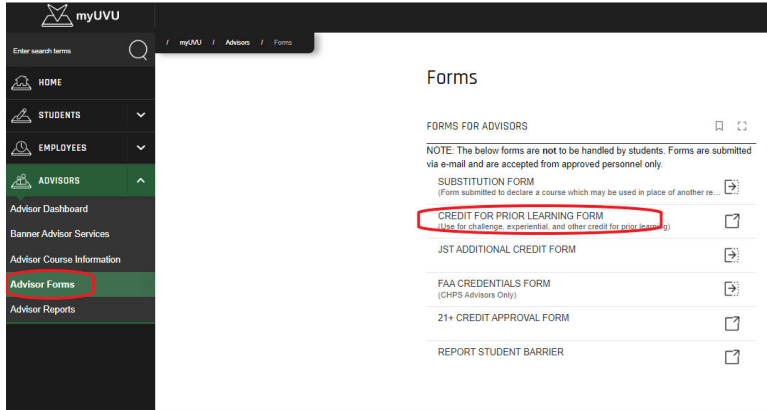 myUVU
Enter search terms
/ myUVU / Advisors / Forms
HOME
STUDENTS
EMPLOYEES
ADVISORS
Advisor Dashboard
Banner Advisor Services
Advisor Course Information
Advisor Forms
Advisor Reports
Forms
FORMS FOR ADVISORS
NOTE: The below forms are not to be handled by students. Forms are submitted
via e-mail and are accepted from approved personnel only.
SUBSTITUTION FORM
(Form submitted to declare a course which may be used in place of another re...
CREDIT FOR PRIOR LEARNING FORM
(Use for challenge, experiential, and other credit for prior learning)
JST ADDITIONAL CREDIT FORM
FAA CREDENTIALS FORM
(CHPS Advisors Only)
21+ CREDIT APPROVAL FORM
REPORT STUDENT BARRIER